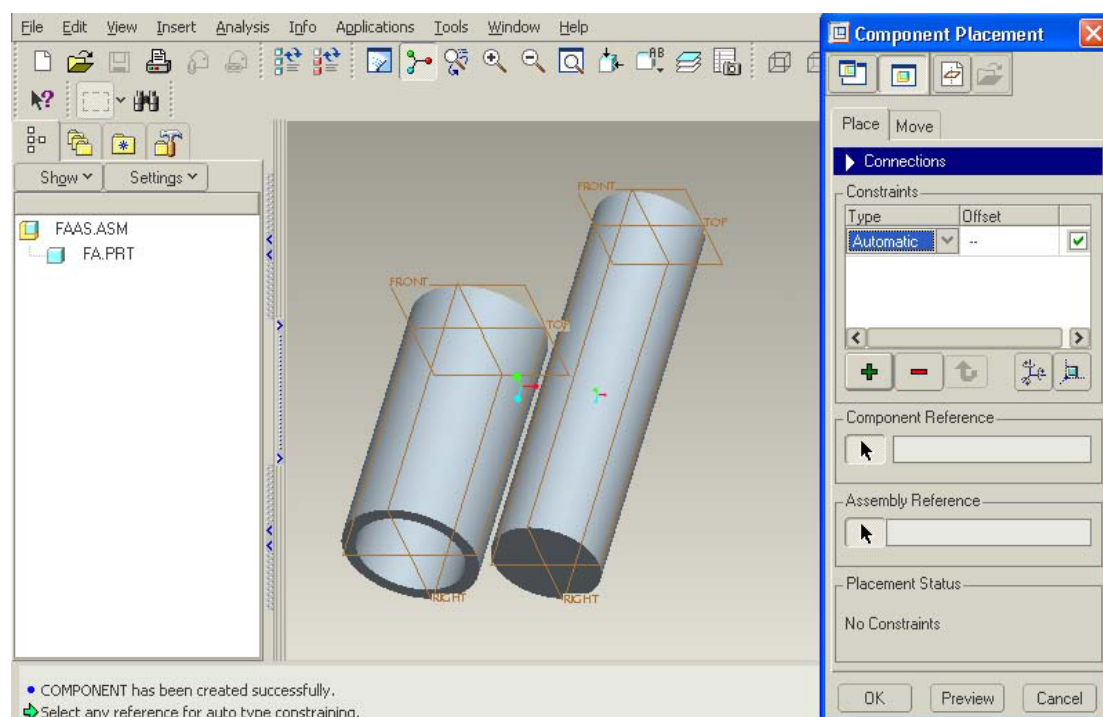 File Edit View Insert Analysis Info Applications Tools Window Help
Show Settings
FAAS.ASM
FA.PRT
FRONT
TOP
FRONT
TOP
RIGHT
RIGHT
• COMPONENT has been created successfully.
Select any reference for auto type constraining.
Component Placement
Place Move
Connections
Constraints
Type Offset
Automatic --
Component Reference
Assembly Reference
Placement Status
No Constraints
OK Preview Cancel